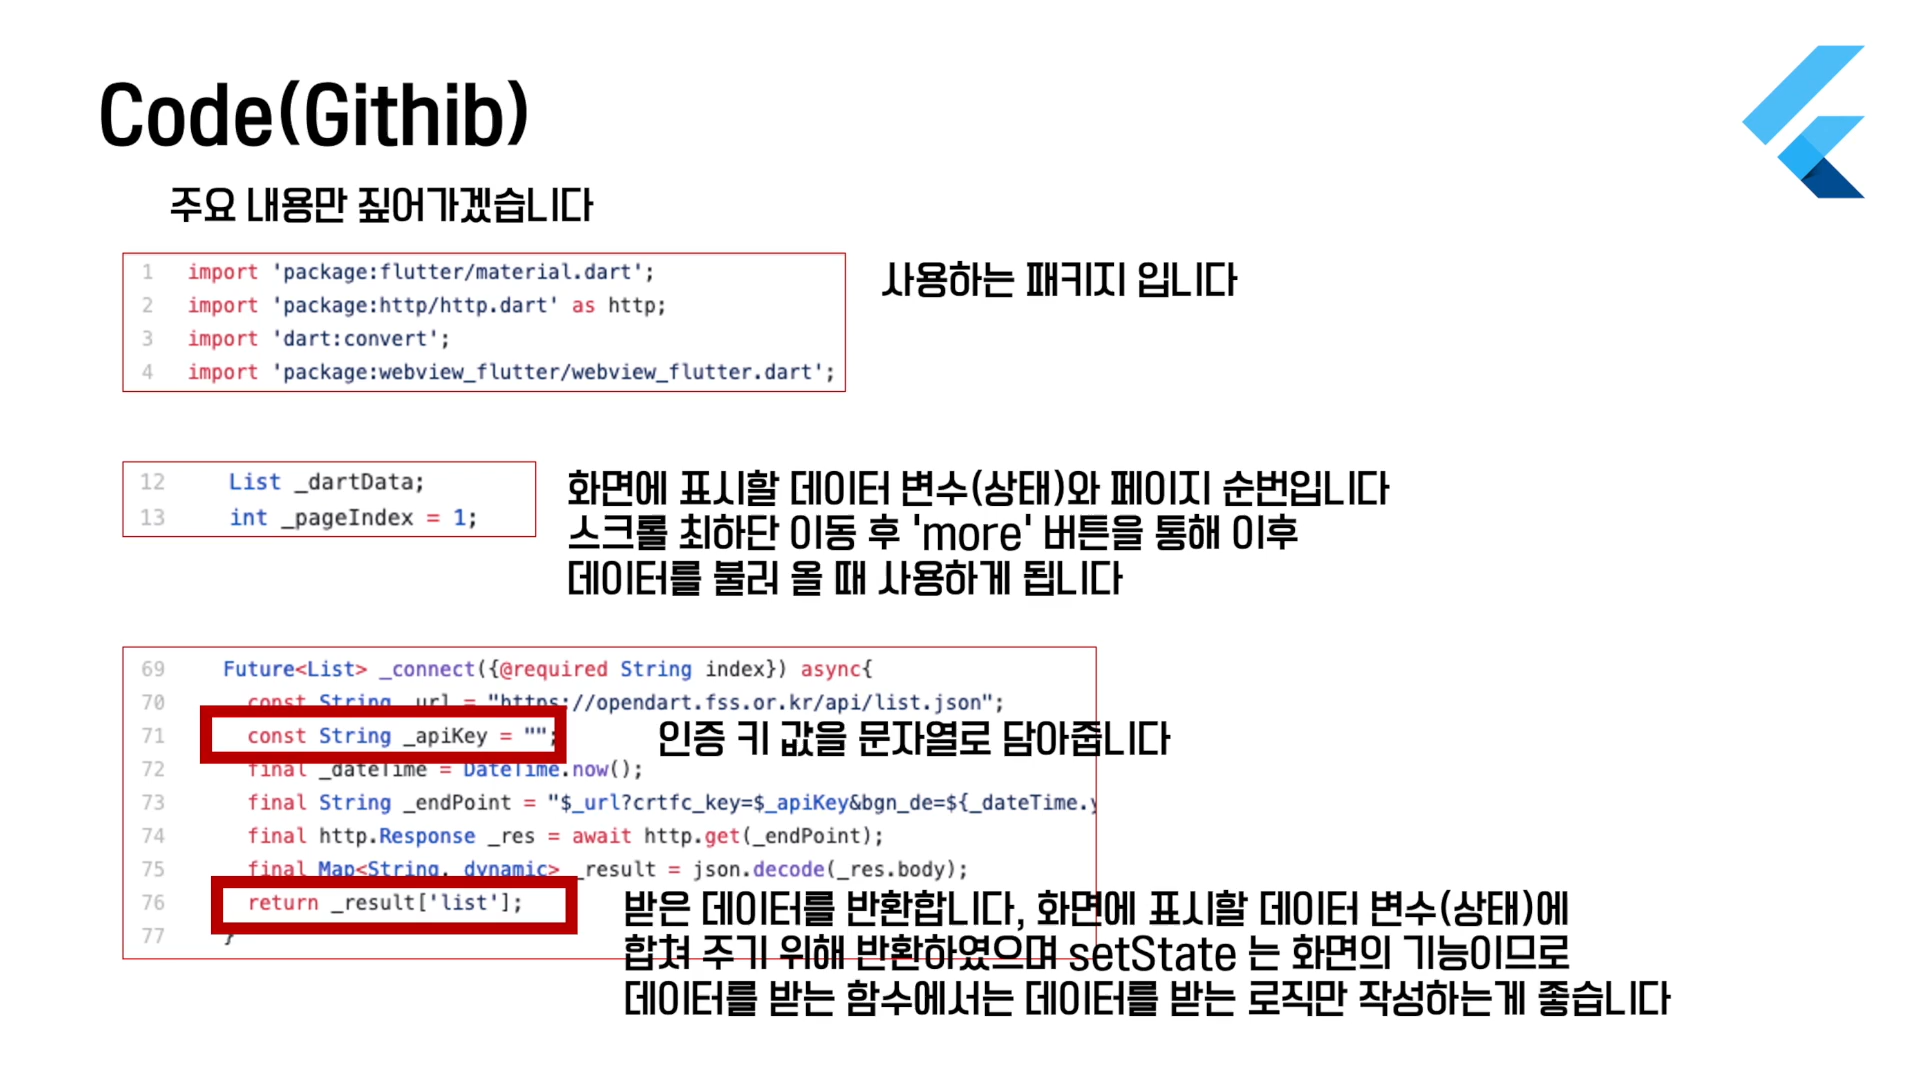 Code(Githib)
주요 내용만 짚어가겠습니다
1 import 'package:flutter/material.dart';
2 import 'package:http/http.dart' as http;
3 import 'dart:convert';
4 import 'package:webview_flutter/webview_flutter.dart';
사용하는 패키지 입니다
12 List _dartData;
13 int _pageIndex = 1;
화면에 표시할 데이터 변수(상태)와 페이지 순번입니다
스크롤 최하단 이동 후 'more' 버튼을 통해 이후
데이터를 불러 올 때 사용하게 됩니다
69 Future<List> _connect({@required String index}) async{
70 const String _url = "https://opendart.fss.or.kr/api/list.json";
71 const String _apiKey = "";
인증 키 값을 문자열로 담아줍니다
72 final _dateTime = DateTime.now();
73 final String _endPoint = "$_url?crtfc_key=$_apiKey&bgn_de=${_dateTime.y
74 final http.Response _res = await http.get(_endPoint);
75 final Map<String, dynamic> _result = json.decode(_res.body);
76 return _result['list'];
77 }
받은 데이터를 반환합니다, 화면에 표시할 데이터 변수(상태)에
합쳐 주기 위해 반환하였으며 setState 는 화면의 기능이므로
데이터를 받는 함수에서는 데이터를 받는 로직만 작성하는게 좋습니다